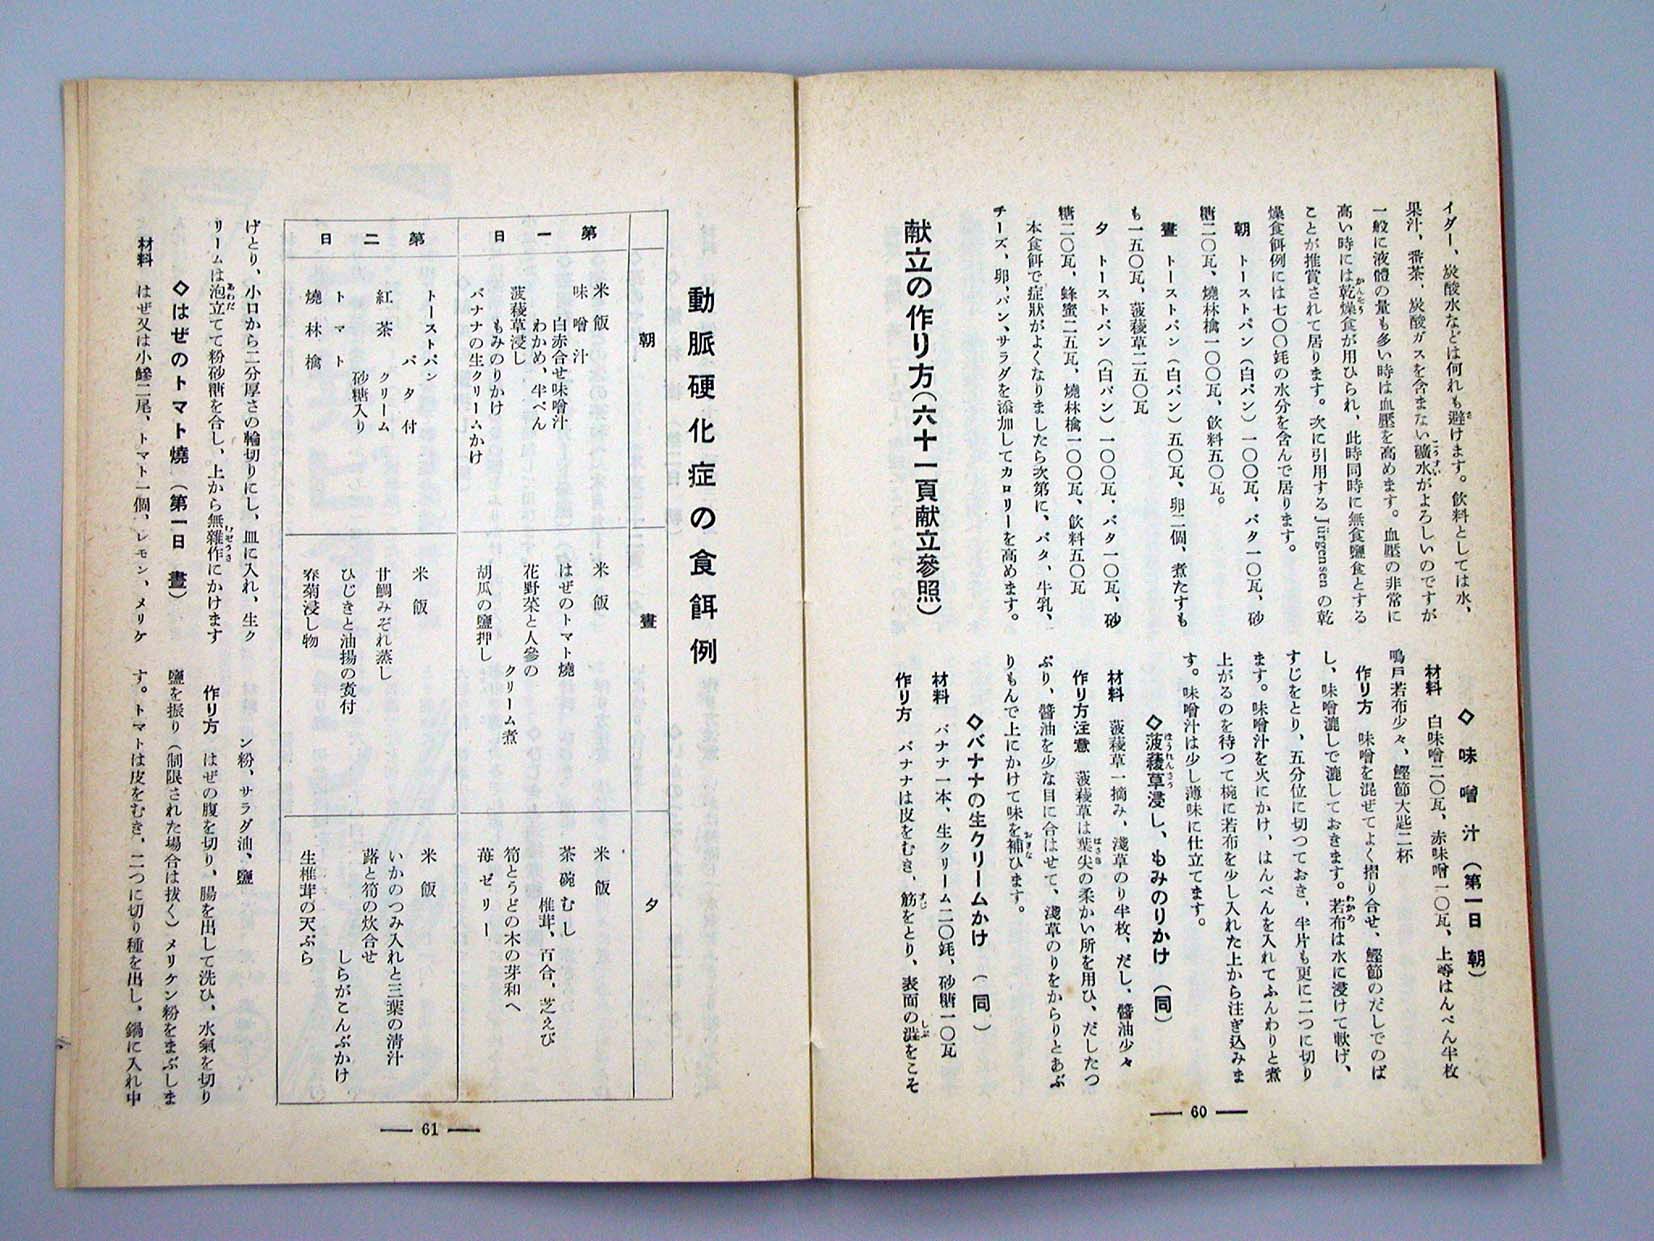 イダー、炭酸水などは何れも避けます。飲料としては水、
果汁、番茶、炭酸ガスを含まない礦水がよろしいのですが
一般に液體の量も多い時は血壓を高めます。血壓の非常に
高い時には乾燥食が用ひられ、此時同時に無食鹽食とする
ことが推賞されて居ります。次に引用するJürgensenの乾
燥食餌例には七〇〇竓の水分を含んで居ります。
朝 トーストパン(白パン)一〇〇瓦、バタ一〇瓦、砂
糖二〇瓦、燒林檎一〇〇瓦、飲料五〇瓦。
晝 トーストパン(白パン)五〇瓦、卵二個、煮たすも
も一五〇瓦、菠薐草二五〇瓦
夕 トーストパン(白パン)一〇〇瓦、バタ一〇瓦、砂
糖二〇瓦、蜂蜜二五瓦、燒林檎一〇〇瓦、飲料五〇瓦
本食餌で症狀がよくなりましたら次第に、バタ、牛乳、
チーズ、卵、パン、サラダを添加してカロリーを高めます。
献立の作り方(六十一頁献立參照)
◇味噌汁(第一日 朝)
材料 白味噌二〇瓦、赤味噌一〇瓦、上等はんぺん半枚
鳴戸若布少々、鰹節大匙二杯
作り方 味噌を混ぜてよく摺り合せ、鰹節のだしでのば
し、味噌漉しで漉しておきます。若布は水に浸けて軟げ、
すじをとり、五分位に切つておき、半片も更に二つに切り
ます。味噌汁を火にかけ、はんぺんを入れてふんわりと煮
上がるのを待つて椀に若布を少し入れた上から注ぎ込みま
す。味噌汁は少し薄味に仕立てます。
◇菠薐草浸し、もみのりかけ(同)
材料 菠薐草一摘み、淺草のり半枚、だし、醬油少々
作り方注意 菠薐草は葉尖の柔かい所を用ひ、だしたつ
ぷり、醬油を少な目に合はせて、淺草のりをからりとあぶ
りもんで上にかけて味を補ひます。
◇バナナの生クリームかけ(同)
材料 バナナ一本、生クリーム二〇竓、砂糖一〇瓦
作り方 バナナは皮をむき、筋をとり、表面の澁をこそ
— 60 —
動脈硬化症の食餌例
朝
晝
夕
第一日
米飯
味噌汁
白赤合せ味噌汁
わかめ、半ぺん
菠薐草浸し
もみのりかけ
バナナの生クリームかけ
米飯
はぜのトマト燒
花野菜と人參の
クリーム煮
胡瓜の鹽押し
米飯
茶碗むし
椎茸、百合、芝えび
筍とうどの木の芽和へ
苺ゼリー
第二日
トーストパン
バタ付
紅茶 クリーム
砂糖入り
トマト
燒林檎
米飯
甘鯛みぞれ蒸し
ひじきと油揚の煑付
春菊浸し物
米飯
いかのつみ入れと三葉の清汁
蕗と筍の炊合せ
しらがこんぶかけ
生椎茸の天ぷら
げとり、小口から二分厚さの輪切りにし、皿に入れ、生ク
リームは泡立てて粉砂糖を合し、上から無雜作にかけます
◇はぜのトマト燒(第一日 晝)
材料 はぜ又は小鰺二尾、トマト一個、レモン、メリケ
ン粉、サラダ油、鹽
作り方 はぜの腹を切り、腸を出して洗ひ、水氣を切り
鹽を振り(制限された場合は拔く)メリケン粉をまぶしま
す。トマトは皮をむき、二つに切り種を出し、鍋に入れ中
— 61 —